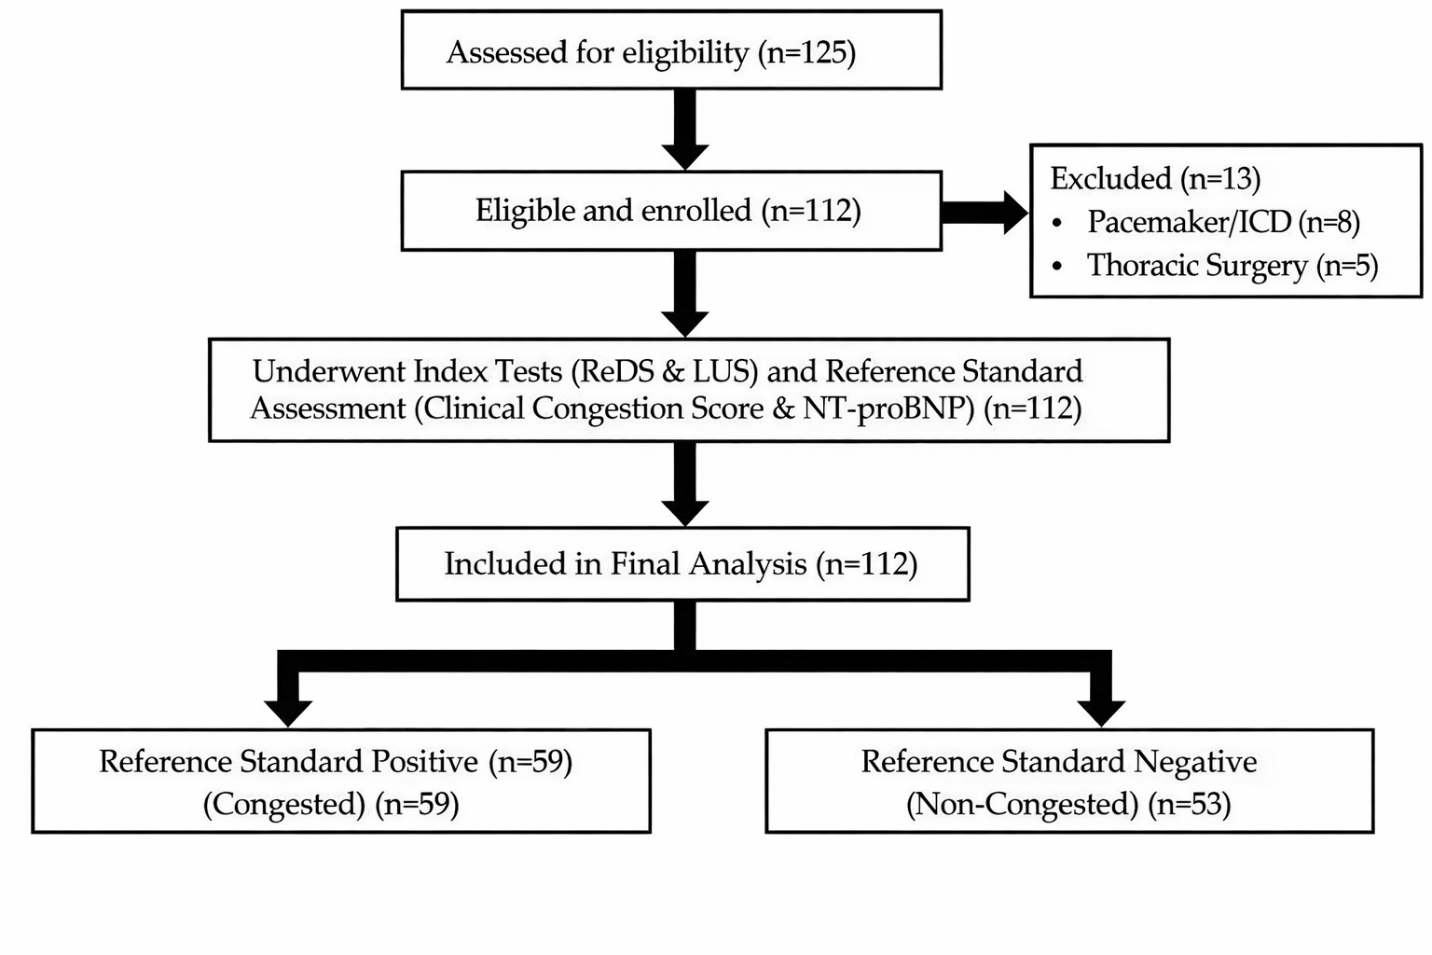 Assessed for eligibility (n=125)
Eligible and enrolled (n=112)
Excluded (n=13)
• Pacemaker/ICD (n=8)
• Thoracic Surgery (n=5)
Underwent Index Tests (ReDS & LUS) and Reference Standard
Assessment (Clinical Congestion Score & NT-proBNP) (n=112)
Included in Final Analysis (n=112)
Reference Standard Positive (n=59)
(Congested) (n=59)
Reference Standard Negative
(Non-Congested) (n=53)